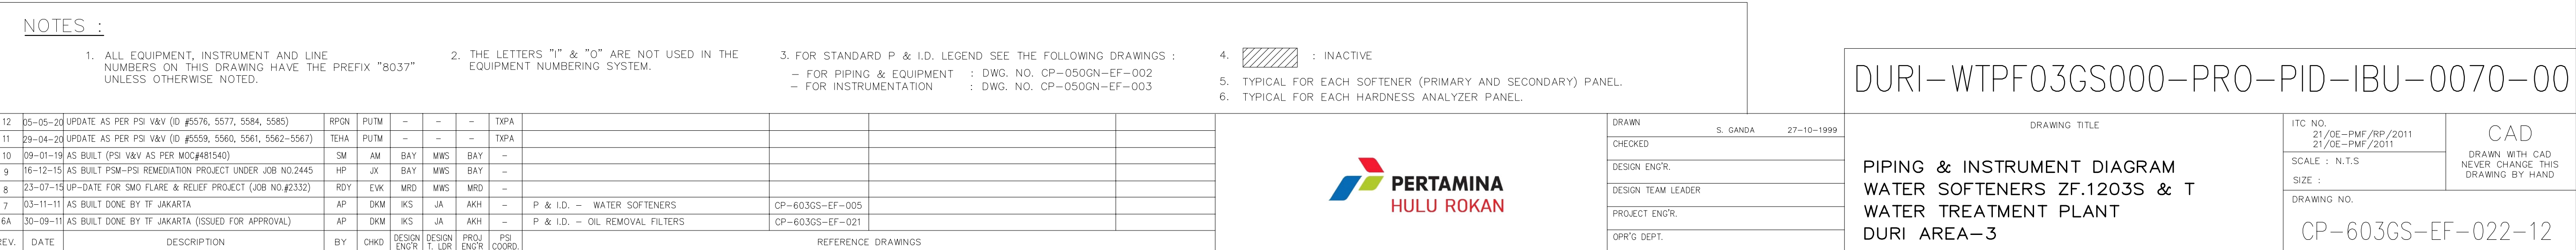 NOTES :
1. ALL EQUIPMENT, INSTRUMENT AND LINE
NUMBERS ON THIS DRAWING HAVE THE PREFIX "8037"
UNLESS OTHERWISE NOTED.
2. THE LETTERS "I" & "O" ARE NOT USED IN THE
EQUIPMENT NUMBERING SYSTEM.
3. FOR STANDARD P & I.D. LEGEND SEE THE FOLLOWING DRAWINGS :
- FOR PIPING & EQUIPMENT : DWG. NO. CP-050GN-EF-002
- FOR INSTRUMENTATION : DWG. NO. CP-050GN-EF-003
4. : INACTIVE
5. TYPICAL FOR EACH SOFTENER (PRIMARY AND SECONDARY) PANEL.
6. TYPICAL FOR EACH HARDNESS ANALYZER PANEL.
DURI-WTPF03GS000-PRO-PID-IBU-0070-00
12 05-05-20 UPDATE AS PER PSI V&V (ID #5576, 5577, 5584, 5585) RPGN PUTM - - - TXPA
11 29-04-20 UPDATE AS PER PSI V&V (ID #5559, 5560, 5561, 5562-5567) TEHA PUTM - - - TXPA
10 09-01-19 AS BUILT (PSI V&V AS PER MOC#481540) SM AM BAY MWS BAY -
9 16-12-15 AS BUILT PSM-PSI REMEDIATION PROJECT UNDER JOB NO.2445 HP JX BAY MWS BAY -
8 23-07-15 UP-DATE FOR SMO FLARE & RELIEF PROJECT (JOB NO.#2332) RDY EVK MRD MWS MRD -
7 03-11-11 AS BUILT DONE BY TF JAKARTA AP DKM IKS JA AKH - P & I.D. - WATER SOFTENERS CP-603GS-EF-005
6A 30-09-11 AS BUILT DONE BY TF JAKARTA (ISSUED FOR APPROVAL) AP DKM IKS JA AKH - P & I.D. - OIL REMOVAL FILTERS CP-603GS-EF-021
REV. DATE DESCRIPTION BY CHKD DESIGN ENG'R DESIGN T. LDR PROJ ENG'R PSI COORD. REFERENCE DRAWINGS
PERTAMINA
HULU ROKAN
DRAWN S. GANDA 27-10-1999
CHECKED
DESIGN ENG'R.
DESIGN TEAM LEADER
PROJECT ENG'R.
OPR'G DEPT.
DRAWING TITLE
PIPING & INSTRUMENT DIAGRAM
WATER SOFTENERS ZF.1203S & T
WATER TREATMENT PLANT
DURI AREA-3
ITC NO.
21/OE-PMF/RP/2011
21/OE-PMF/2011
SCALE : N.T.S
SIZE :
CAD
DRAWN WITH CAD
NEVER CHANGE THIS
DRAWING BY HAND
DRAWING NO.
CP-603GS-EF-022-12